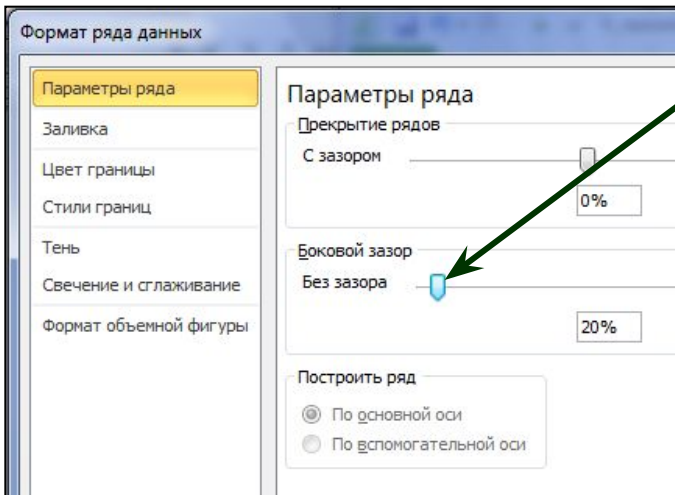 Формат ряда данных
Параметры ряда
Заливка
Цвет границы
Стили границ
Тень
Свечение и сглаживание
Формат объемной фигуры
Параметры ряда
Прекрытие рядов
С зазором
0%
Боковой зазор
Без зазора
20%
Построить ряд
По основной оси
По вспомогательной оси